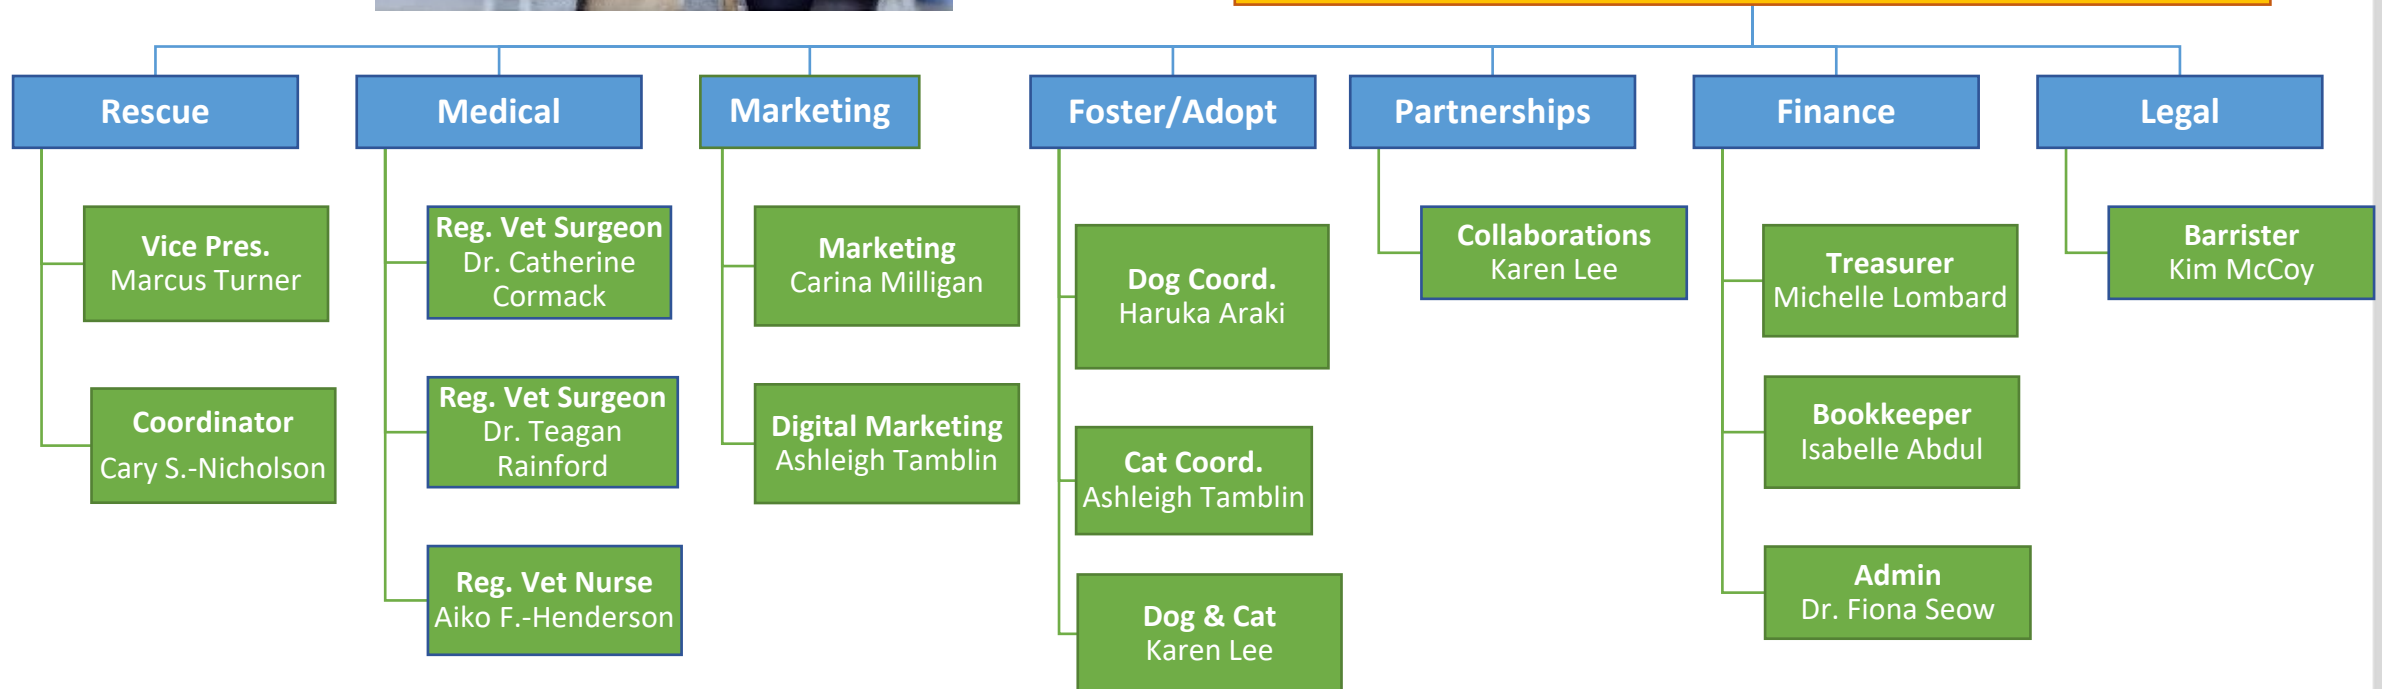 Rescue
Medical
Marketing
Foster/Adopt
Partnerships
Finance
Legal
Vice Pres.
Marcus Turner
Coordinator
Cary S.-Nicholson
Reg. Vet Surgeon
Dr. Catherine
Cormack
Reg. Vet Surgeon
Dr. Teagan
Rainford
Reg. Vet Nurse
Aiko F.-Henderson
Marketing
Carina Milligan
Digital Marketing
Ashleigh Tamblin
Dog Coord.
Haruka Araki
Cat Coord.
Ashleigh Tamblin
Dog & Cat
Karen Lee
Collaborations
Karen Lee
Treasurer
Michelle Lombard
Bookkeeper
Isabelle Abdul
Admin
Dr. Fiona Seow
Barrister
Kim McCoy